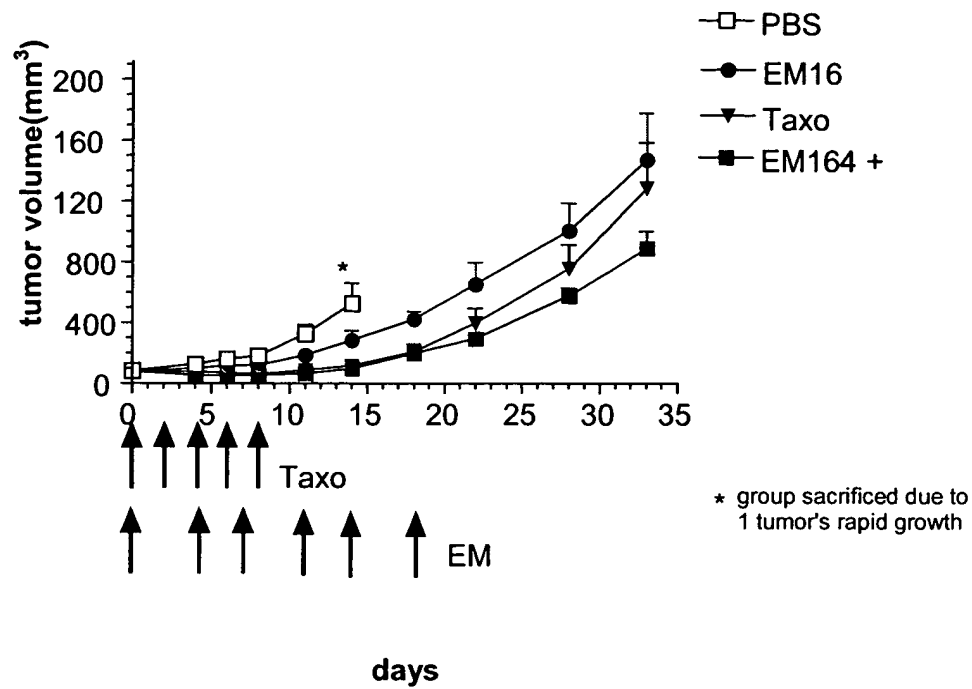 PBS
EM16
Taxo
EM164 +
tumor volume(mm³)
200
160
120
800
400
0
0 5 10 15 20 25 30 35
*
Taxo
EM
* group sacrificed due to
1 tumor's rapid growth
days